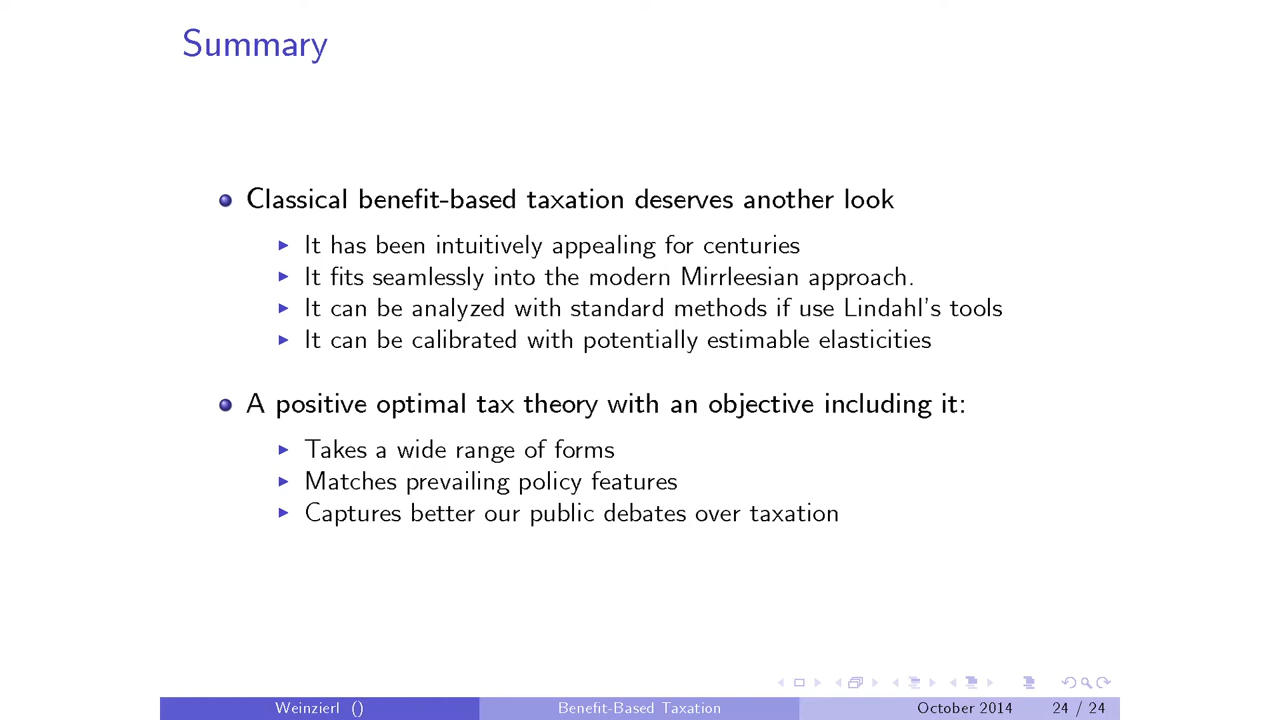 Summary
Classical benefit-based taxation deserves another look
It has been intuitively appealing for centuries
It fits seamlessly into the modern Mirrleesian approach.
It can be analyzed with standard methods if use Lindahl's tools
It can be calibrated with potentially estimable elasticities
A positive optimal tax theory with an objective including it:
Takes a wide range of forms
Matches prevailing policy features
Captures better our public debates over taxation
Weinzierl () Benefit-Based Taxation October 2014 24 / 24